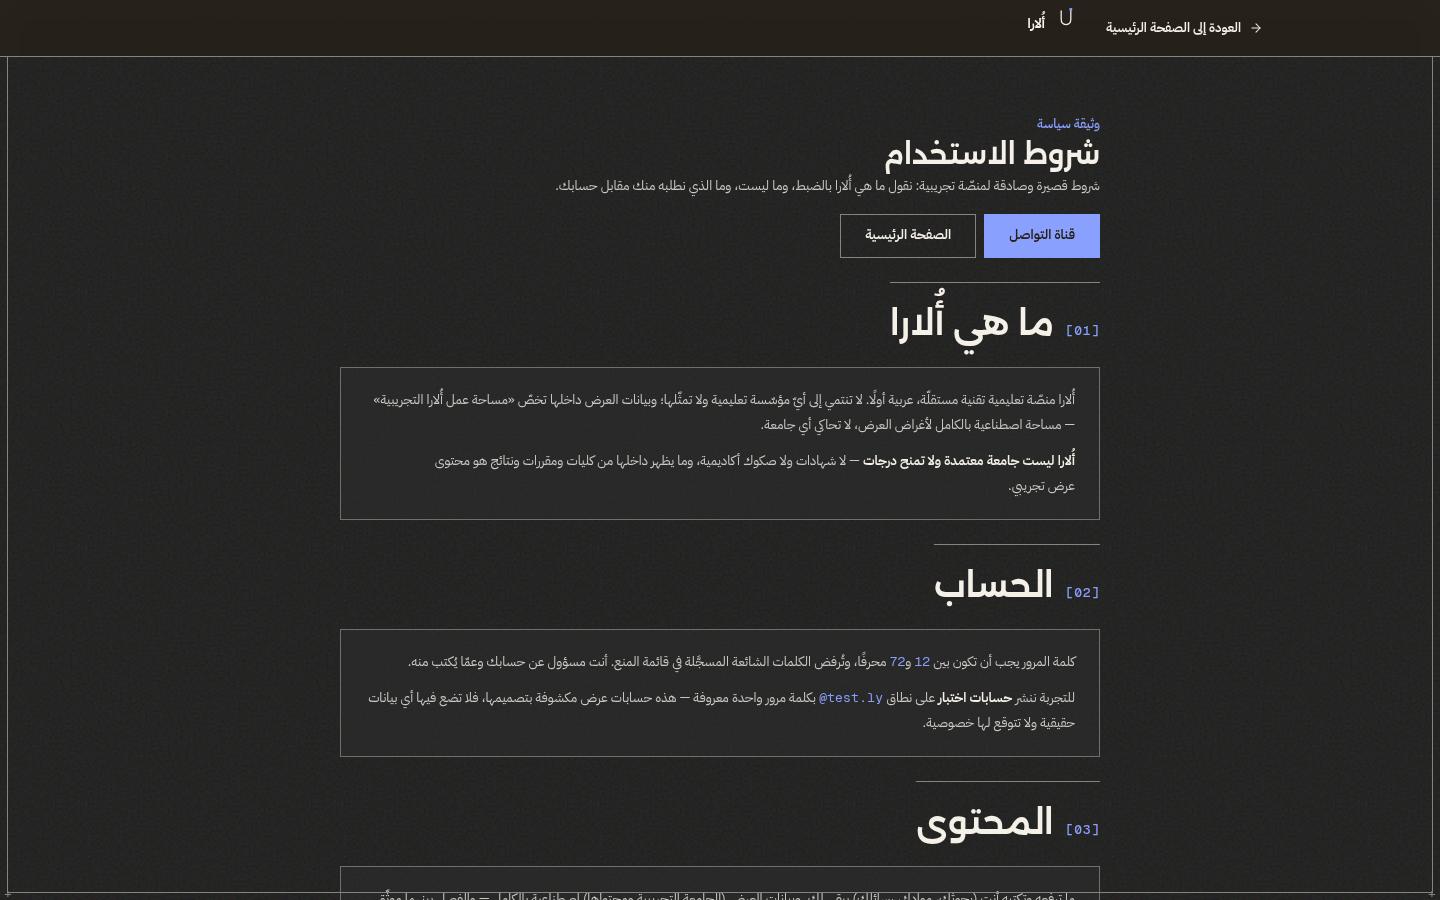 العودة إلى الصفحة الرئيسية
أُلارا
وثيقة سياسة
شروط الاستخدام
شروط قصيرة وصادقة لمنصّة تجريبية: نقول ما هي أُلارا بالضبط، وما ليست، وما الذي نطلبه منك مقابل حسابك.
قناة التواصل
الصفحة الرئيسية
[01] ما هي أُلارا
أُلارا منصّة تعليمية تقنية مستقلّة، عربية أولًا. لا تنتمي إلى أيّ مؤسّسة تعليمية ولا تمثّلها؛ وبيانات العرض داخلها تخصّ «مساحة عمل أُلارا التجريبية»
— مساحة اصطناعية بالكامل لأغراض العرض، لا تحاكي أي جامعة.
أُلارا ليست جامعة معتمدة ولا تمنح درجات — لا شهادات ولا صكوك أكاديمية، وما يظهر داخلها من كليات ومقررات ونتائج هو محتوى
عرض تجريبي.
[02] الحساب
كلمة المرور يجب أن تكون بين 12 و72 محرفًا، وتُرفض الكلمات الشائعة المسجَّلة في قائمة المنع. أنت مسؤول عن حسابك وعمّا يُكتب منه.
للتجربة ننشر حسابات اختبار على نطاق @test.ly بكلمة مرور واحدة معروفة — هذه حسابات عرض مكشوفة بتصميمها، فلا تضع فيها أي بيانات
حقيقية ولا تتوقع لها خصوصية.
[03] المحتوى